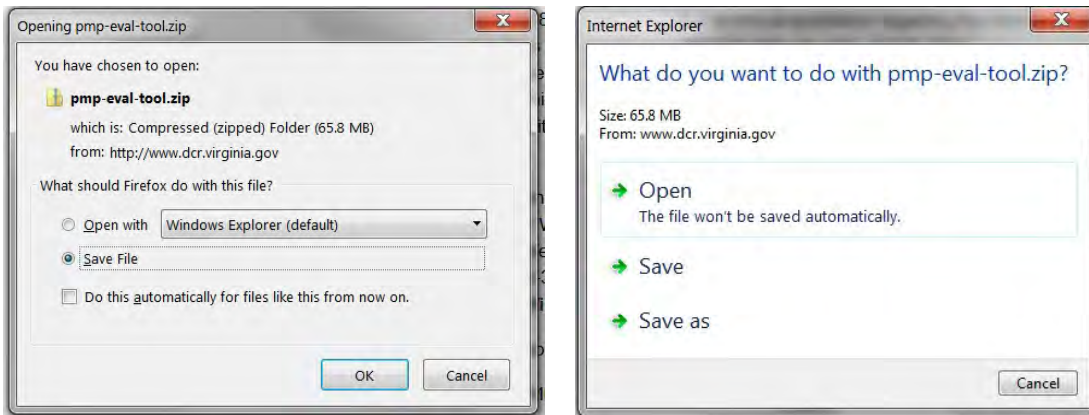 Opening pmp-eval-tool.zip
You have chosen to open:
pmp-eval-tool.zip
which is: Compressed (zipped) Folder (65.8 MB)
from: http://www.dcr.virginia.gov
What should Firefox do with this file?
Open with
Windows Explorer (default)
Save File
Do this automatically for files like this from now on.
OK
Cancel
Internet Explorer
What do you want to do with pmp-eval-tool.zip?
Size: 65.8 MB
From: www.dcr.virginia.gov
Open
The file won't be saved automatically.
Save
Save as
Cancel